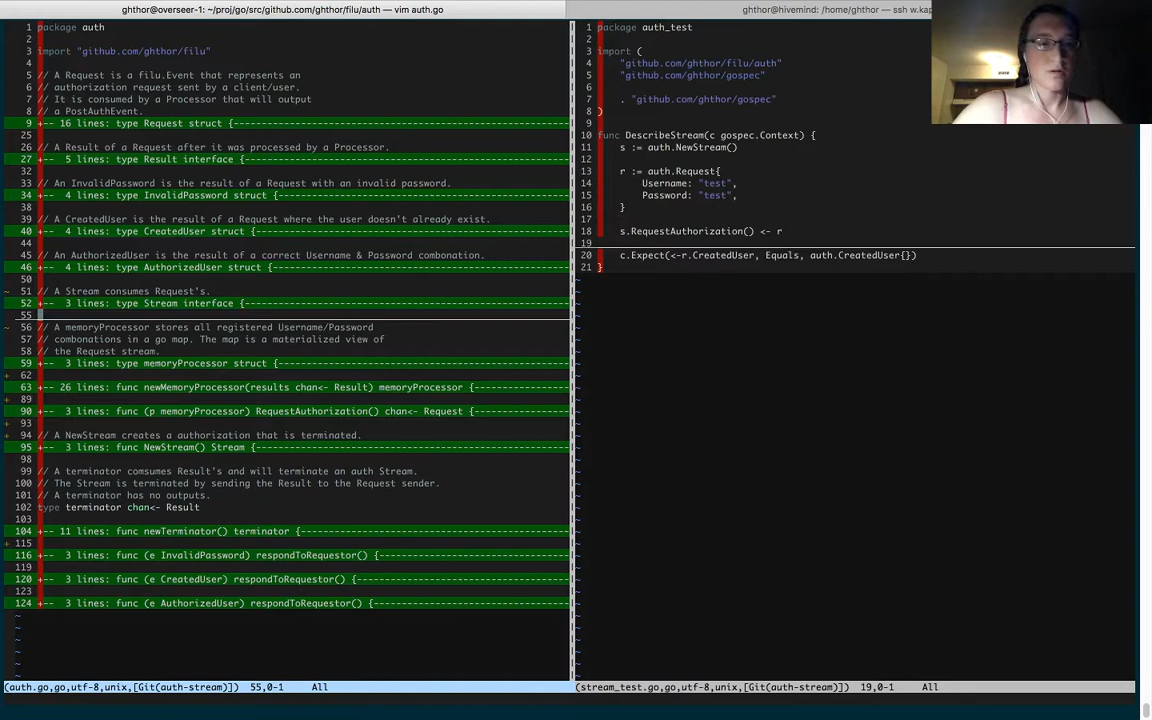 ghthor@overseer-1: ~/proj/go/src/github.com/ghthor/filu/auth — vim auth.go
ghthor@hivemind: /home/ghthor — ssh w.kap
1 package auth
2
3 import "github.com/ghthor/filu"
4
5 // A Request is a filu.Event that represents an
6 // authorization request sent by a client/user.
7 // It is consumed by a Processor that will output
8 // a PostAuthEvent.
9 +-- 16 lines: type Request struct {
25
26 // A Result of a Request after it was processed by a Processor.
27 +-- 5 lines: type Result interface {
32
33 // An InvalidPassword is the result of a Request with an invalid password.
34 +-- 4 lines: type InvalidPassword struct {
38
39 // A CreatedUser is the result of a Request where the user doesn't already exist.
40 +-- 4 lines: type CreatedUser struct {
44
45 // An AuthorizedUser is the result of a correct Username & Password combonation.
46 +-- 4 lines: type AuthorizedUser struct {
50
~ 51 // A Stream consumes Request's.
52 +-- 3 lines: type Stream interface {
55
~ 56 // A memoryProcessor stores all registered Username/Password
57 // combonations in a go map. The map is a materialized view of
58 // the Request stream.
59 +-- 3 lines: type memoryProcessor struct {
+ 62
63 +-- 26 lines: func newMemoryProcessor(results chan<- Result) memoryProcessor {
+ 89
90 +-- 3 lines: func (p memoryProcessor) RequestAuthorization() chan<- Request {
+ 93
+ 94 // A NewStream creates a authorization that is terminated.
95 +-- 3 lines: func NewStream() Stream {
98
99 // A terminator comsumes Result's and will terminate an auth Stream.
100 // The Stream is terminated by sending the Result to the Request sender.
101 // A terminator has no outputs.
102 type terminator chan<- Result
103
104 +-- 11 lines: func newTerminator() terminator {
+ 115
116 +-- 3 lines: func (e InvalidPassword) respondToRequestor() {
119
120 +-- 3 lines: func (e CreatedUser) respondToRequestor() {
123
124 +-- 3 lines: func (e AuthorizedUser) respondToRequestor() {
(auth.go,go,utf-8,unix,[Git(auth-stream)]) 55,0-1 All
1 package auth_test
2
3 import (
4 "github.com/ghthor/filu/auth"
5 "github.com/ghthor/gospec"
6
7 . "github.com/ghthor/gospec"
8 )
9
10 func DescribeStream(c gospec.Context) {
11 s := auth.NewStream()
12
13 r := auth.Request{
14 Username: "test",
15 Password: "test",
16 }
17
18 s.RequestAuthorization() <- r
19
20 c.Expect(<-r.CreatedUser, Equals, auth.CreatedUser{})
21 }
(stream_test.go,go,utf-8,unix,[Git(auth-stream)]) 19,0-1 All